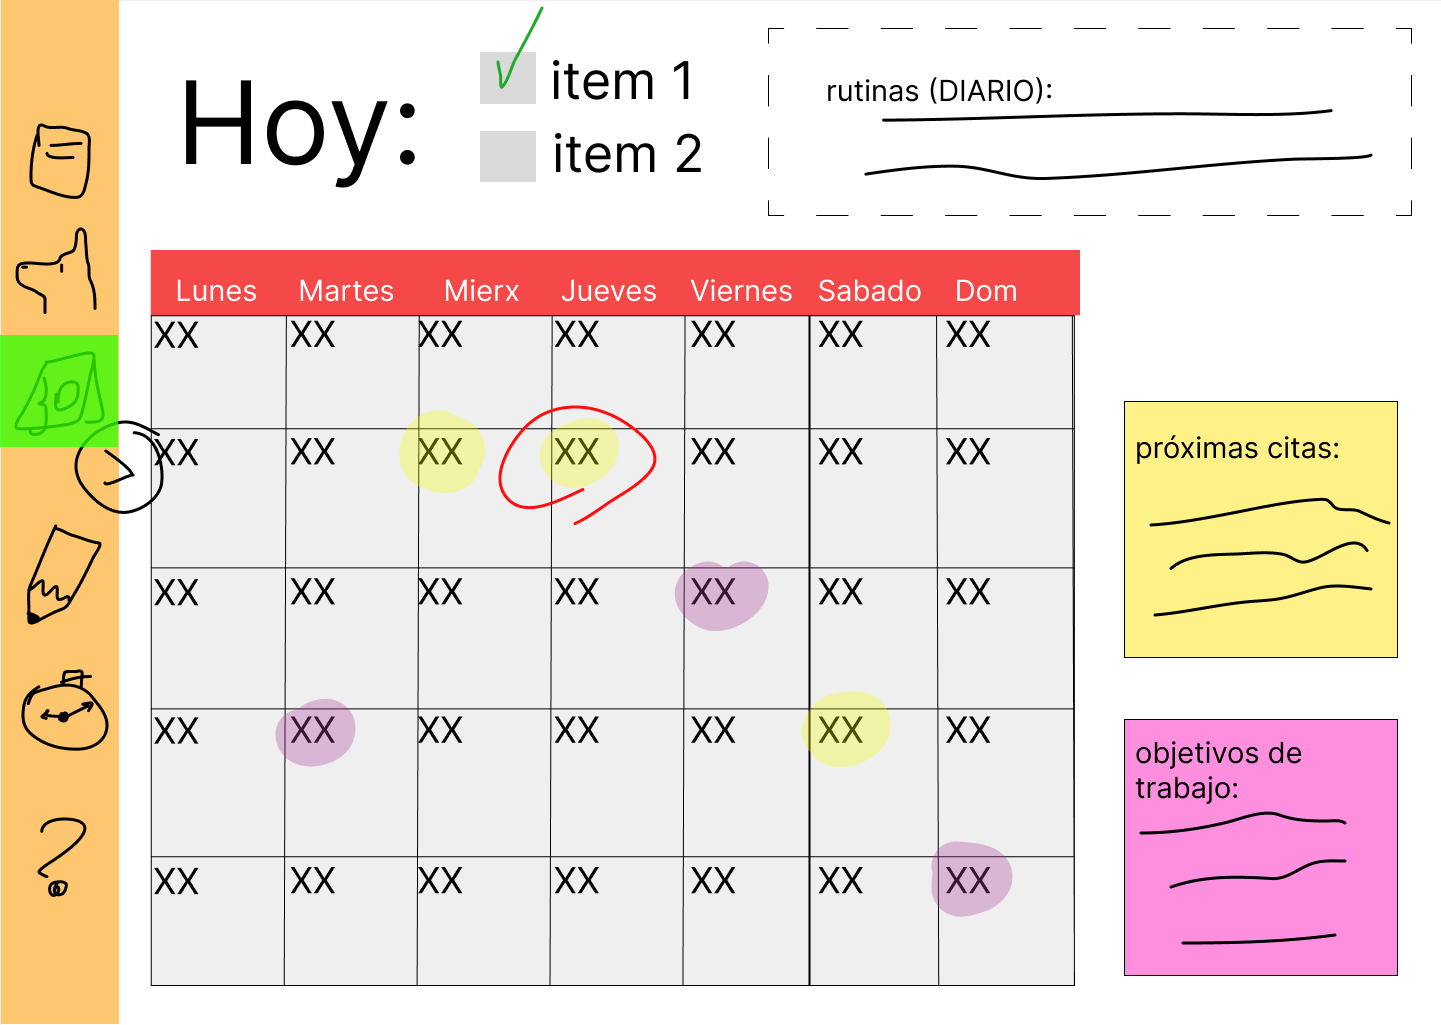 Hoy:
item 1
item 2
rutinas (DIARIO):
Lunes Martes Mierx Jueves Viernes Sabado Dom
XX XX XX XX XX XX XX
XX XX XX XX XX XX XX
XX XX XX XX XX XX XX
XX XX XX XX XX XX XX
XX XX XX XX XX XX XX
próximas citas:
objetivos de
trabajo:
?